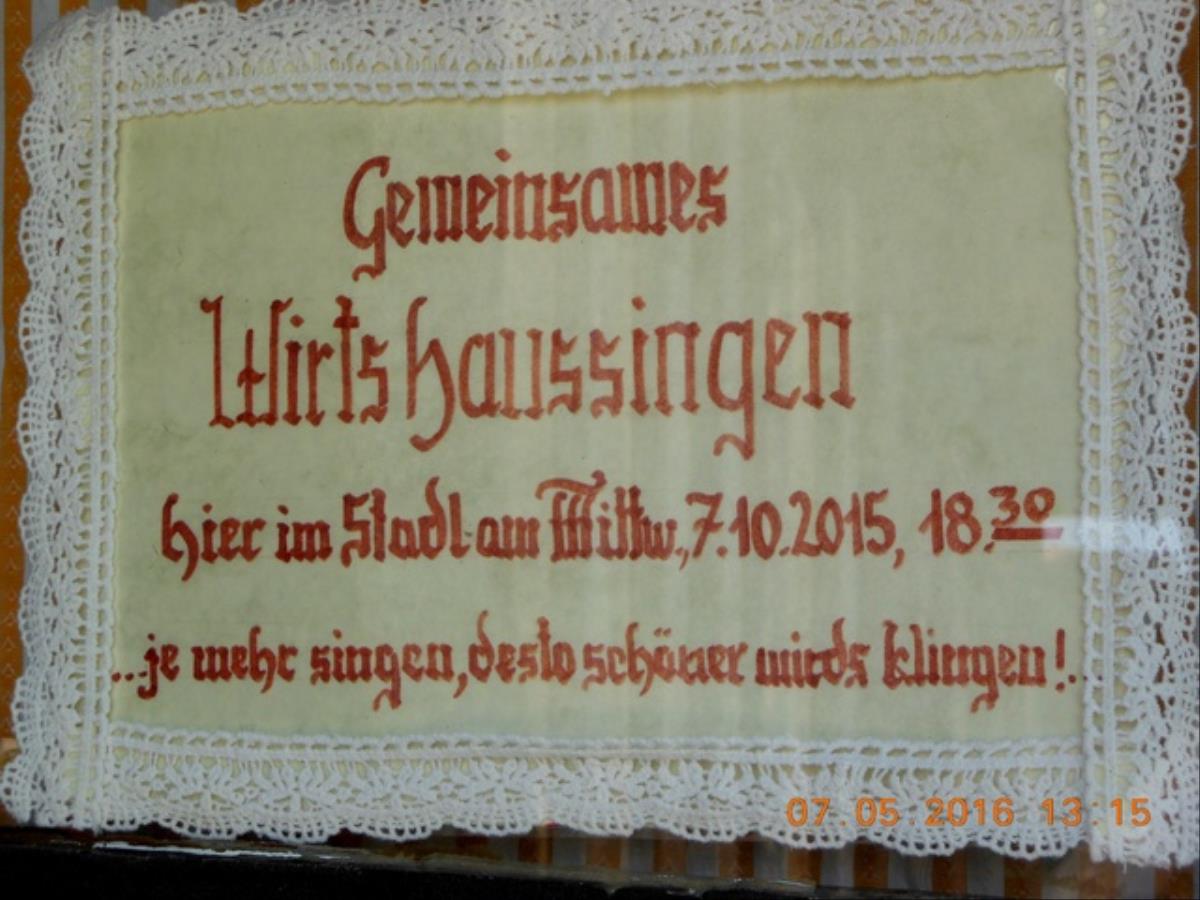 Gemeinsames
Wirtshaussingen
hier im Stadl am Mittw., 7.10.2015, 18.30
...je mehr singen, desto schöner wirds klingen!..
07 05 2016 13:15